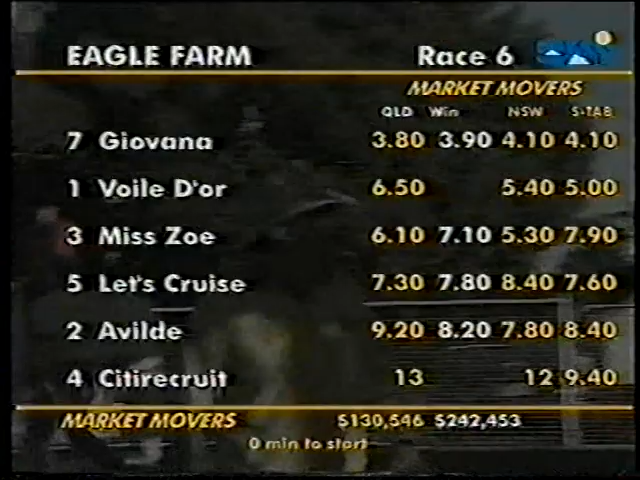 EAGLE FARM Race 6 SKY
MARKET MOVERS
QLD Win NSW S-TAB
7 Giovana 3.80 3.90 4.10 4.10
1 Voile D'or 6.50 5.40 5.00
3 Miss Zoe 6.10 7.10 5.30 7.90
5 Let's Cruise 7.30 7.80 8.40 7.60
2 Avilde 9.20 8.20 7.80 8.40
4 Citirecruit 13 12 9.40
MARKET MOVERS $130,546 $242,453
0 min to start